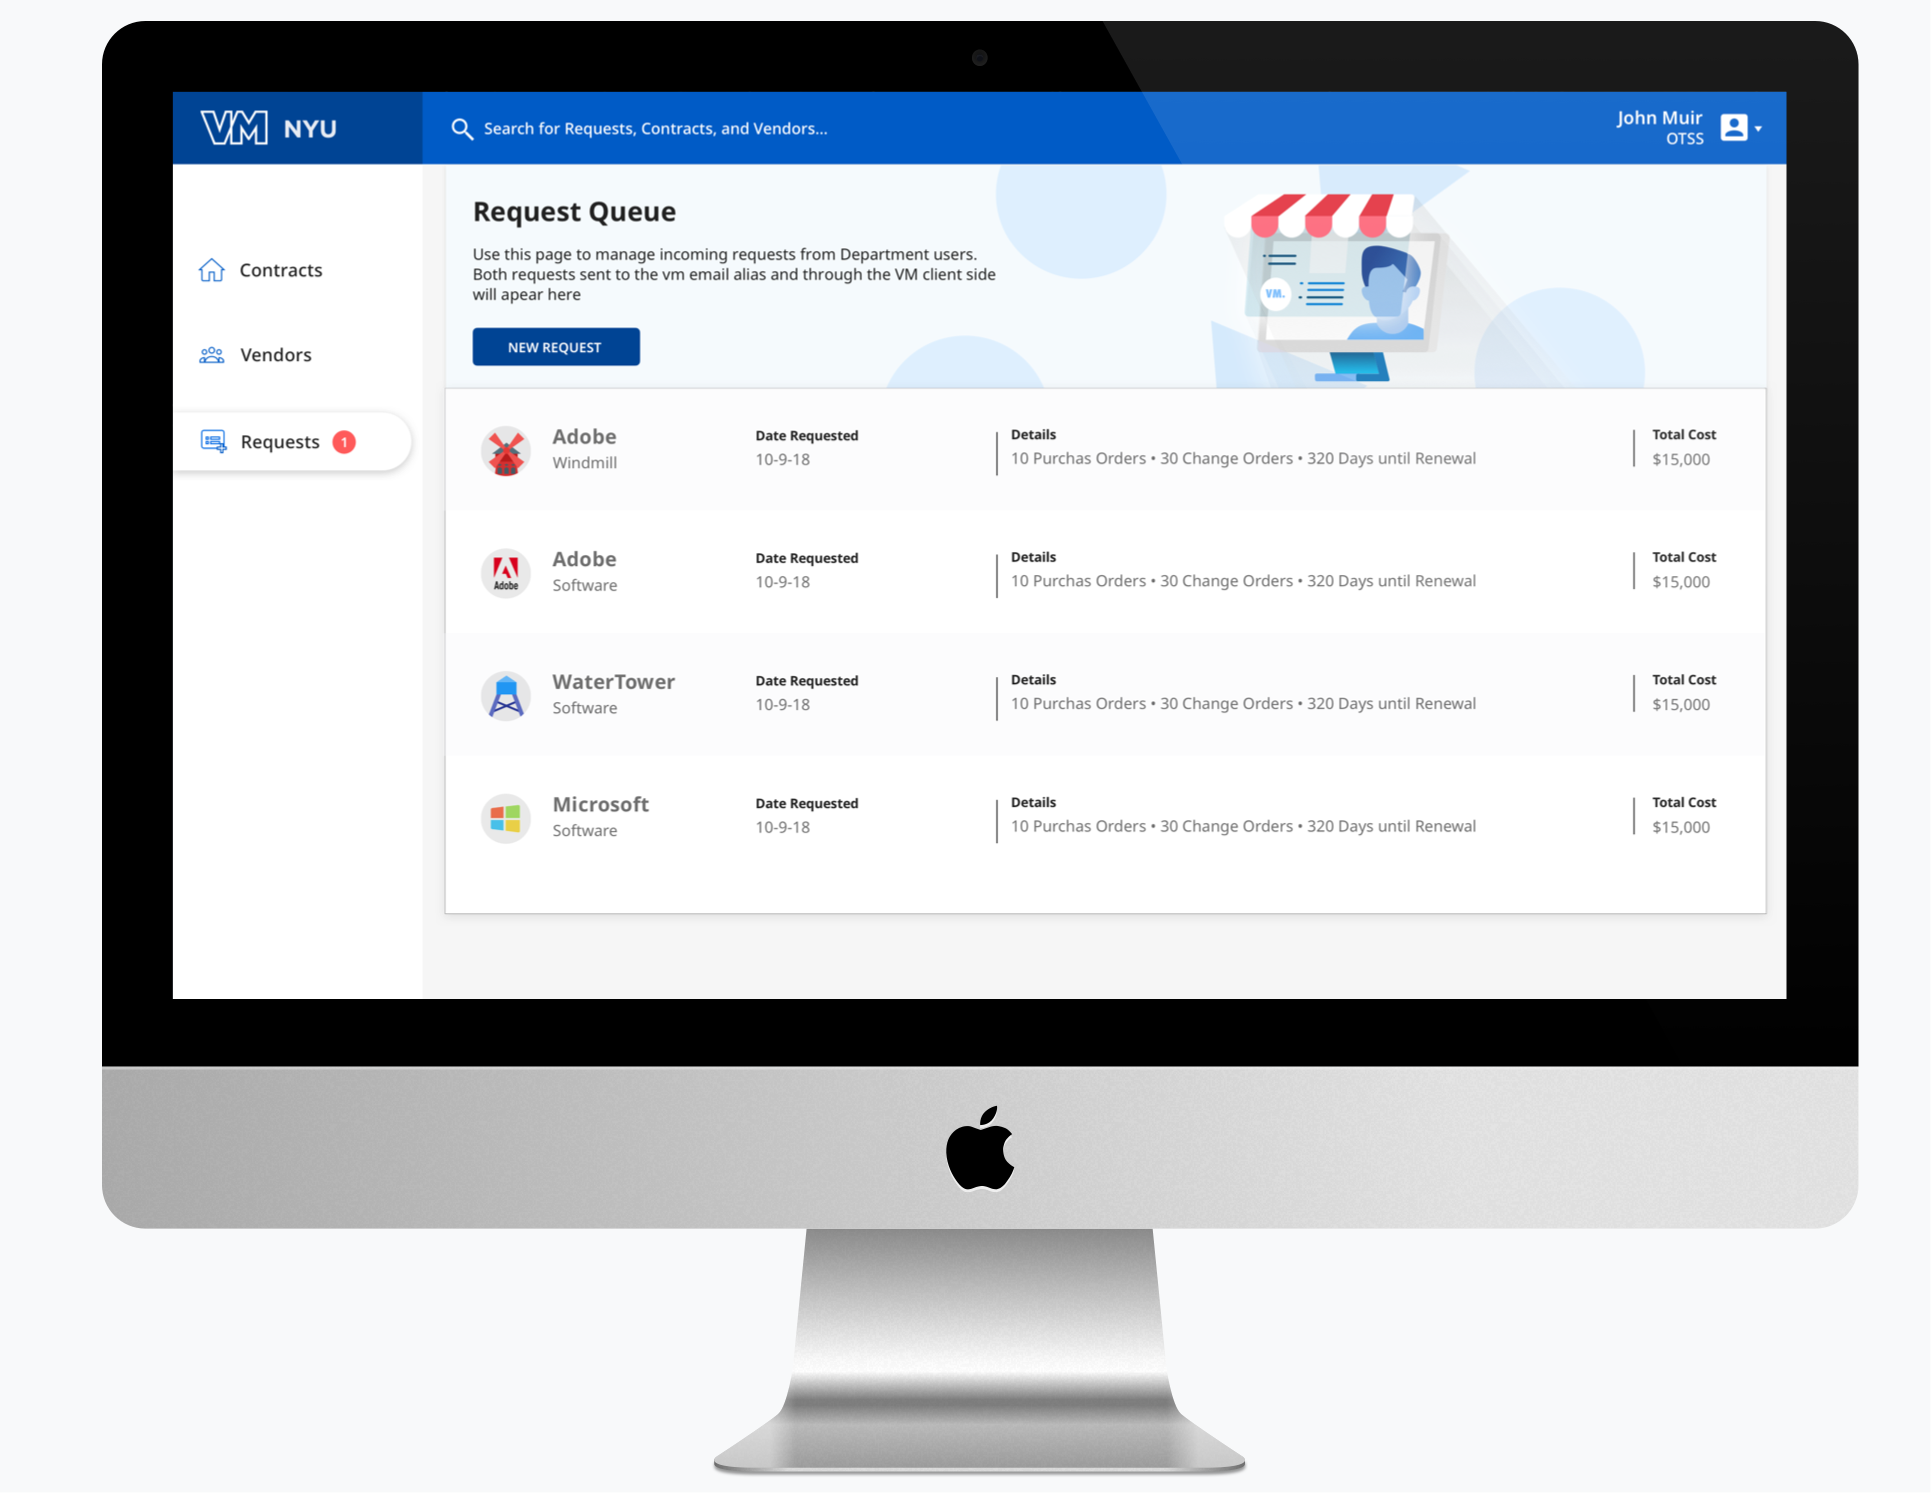 VM NYU
Search for Requests, Contracts, and Vendors...
John Muir
OTSS
Contracts
Vendors
Requests 1
Request Queue
Use this page to manage incoming requests from Department users.
Both requests sent to the vm email alias and through the VM client side
will apear here
NEW REQUEST
VM.
Adobe
Windmill
Date Requested
10-9-18
Details
10 Purchas Orders • 30 Change Orders • 320 Days until Renewal
Total Cost
$15,000
Adobe
Adobe
Software
Date Requested
10-9-18
Details
10 Purchas Orders • 30 Change Orders • 320 Days until Renewal
Total Cost
$15,000
WaterTower
Software
Date Requested
10-9-18
Details
10 Purchas Orders • 30 Change Orders • 320 Days until Renewal
Total Cost
$15,000
Microsoft
Software
Date Requested
10-9-18
Details
10 Purchas Orders • 30 Change Orders • 320 Days until Renewal
Total Cost
$15,000